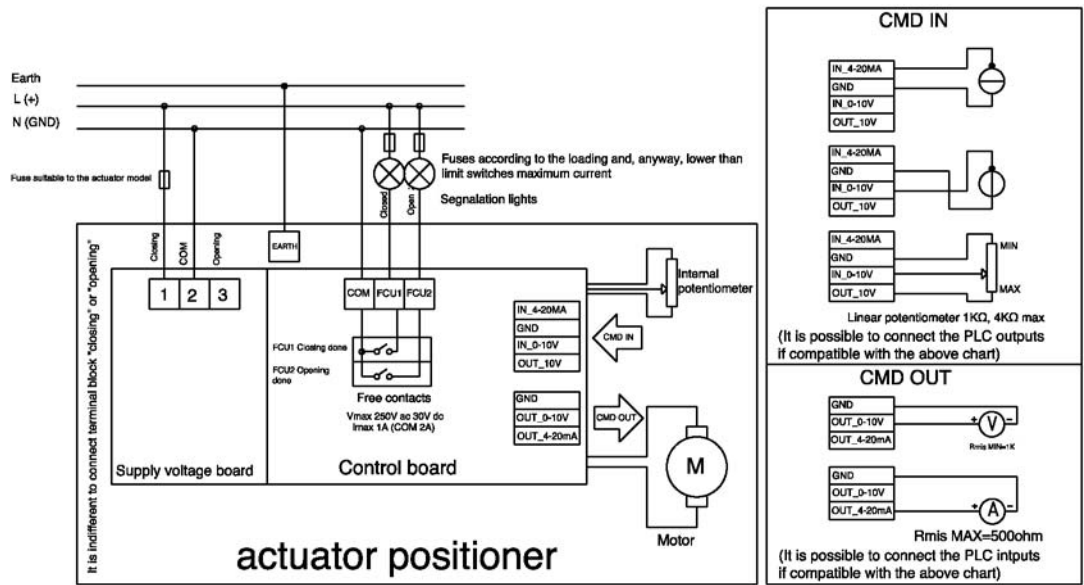 Earth
L (+)
N (GND)
Fuse suitable to the actuator model
Fuses according to the loading and, anyway, lower than
limit switches maximum current
Segnalation lights
Closed
Open
It is indifferent to connect terminal block "closing" or "opening"
Closing
COM
Opening
EARTH
1 2 3
COM FCU1 FCU2
FCU1 Closing done
FCU2 Opening
done
Free contacts
Vmax 250V ac 30V dc
Imax 1A (COM 2A)
Supply voltage board
Control board
IN_4-20MA
GND
IN_0-10V
OUT_10V
CMD IN
GND
OUT_0-10V
OUT_4-20mA
CMD OUT
Internal
potentiometer
M
Motor
actuator positioner
CMD IN
IN_4-20MA
GND
IN_0-10V
OUT_10V
IN_4-20MA
GND
IN_0-10V
OUT_10V
IN_4-20MA
GND
IN_0-10V
OUT_10V
MIN
MAX
Linear potentiometer 1KΩ, 4KΩ max
(It is possible to connect the PLC outputs
if compatible with the above chart)
CMD OUT
GND
OUT_0-10V
OUT_4-20mA
+ V -
Rmis MIN=1K
GND
OUT_0-10V
OUT_4-20mA
+ A -
Rmis MAX=500ohm
(It is possible to connect the PLC intputs
if compatible with the above chart)